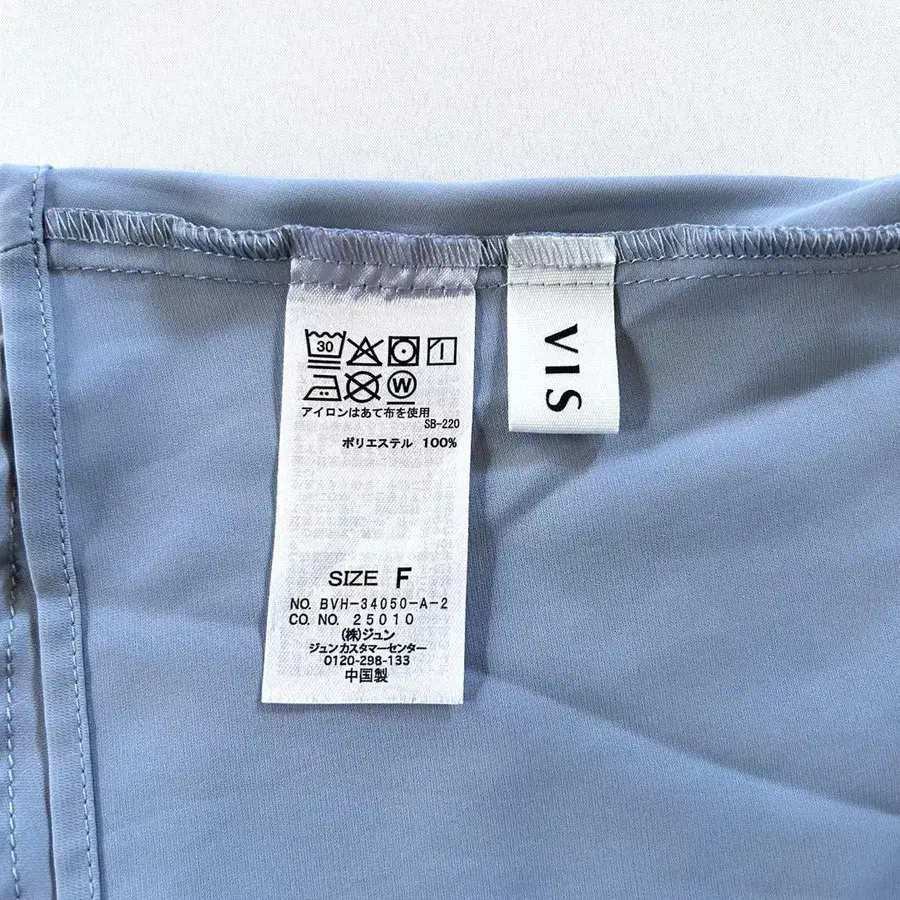 30
W
アイロンはあて布を使用
SB-220
ポリエステル 100%
SIZE F
NO. BVH-34050-A-2
CO. NO. 25010
(株)ジュン
ジュンカスタマーセンター
0120-298-133
中国製
VIS